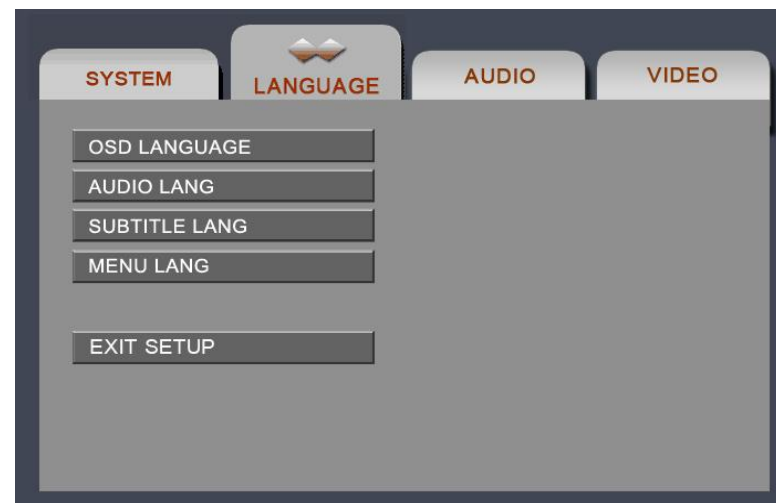 SYSTEM LANGUAGE AUDIO VIDEO
OSD LANGUAGE
AUDIO LANG
SUBTITLE LANG
MENU LANG
EXIT SETUP